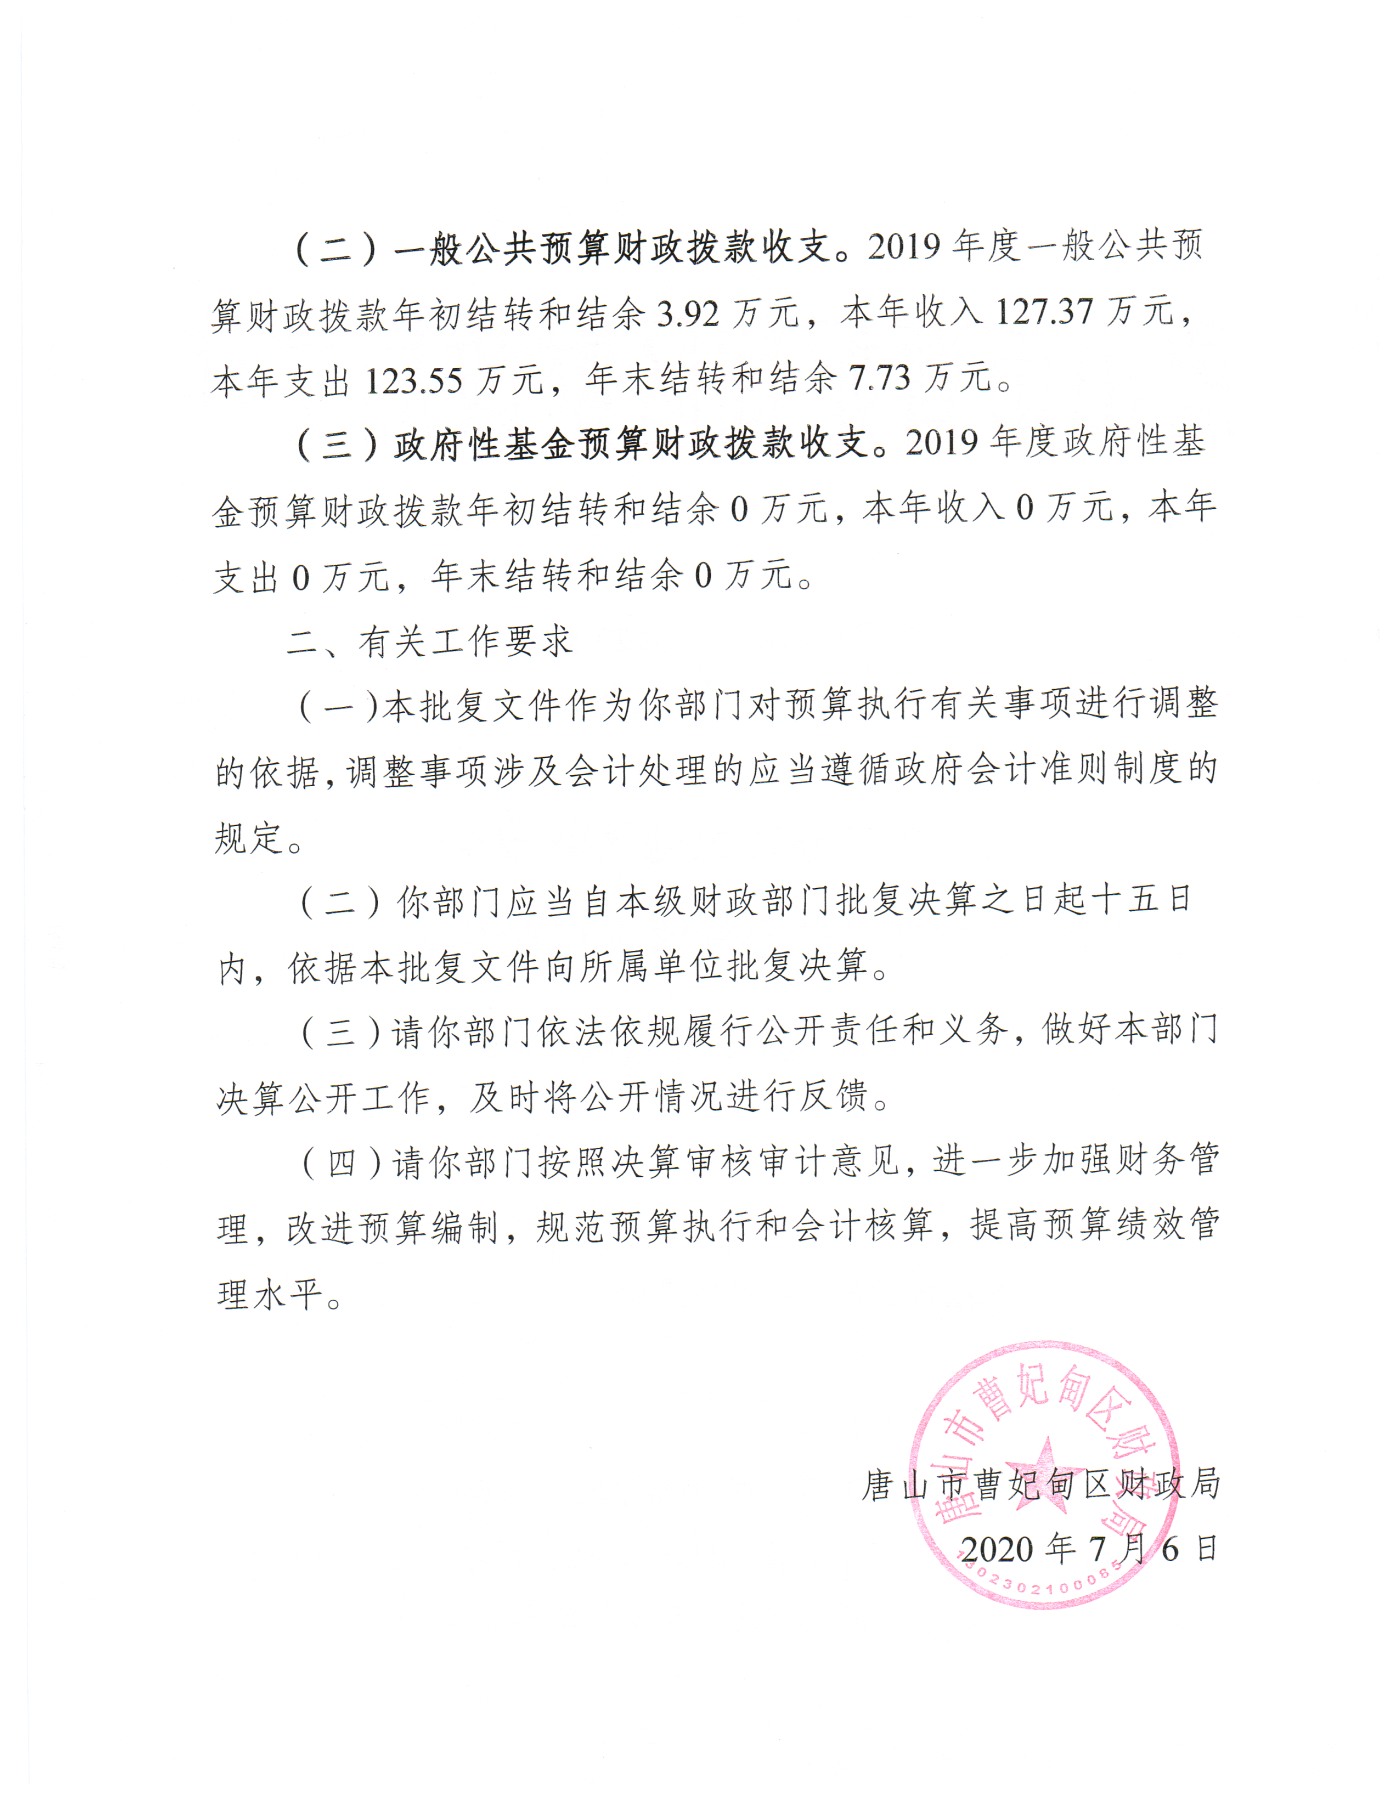 （二）一般公共预算财政拨款收支。2019 年度一般公共预
算财政拨款年初结转和结余 3.92 万元，本年收入 127.37 万元，
本年支出 123.55 万元，年末结转和结余 7.73 万元。
（三）政府性基金预算财政拨款收支。2019 年度政府性基
金预算财政拨款年初结转和结余 0 万元，本年收入 0 万元，本年
支出 0 万元，年末结转和结余 0 万元。
二、有关工作要求
（一）本批复文件作为你部门对预算执行有关事项进行调整
的依据，调整事项涉及会计处理的应当遵循政府会计准则制度的
规定。
（二）你部门应当自本级财政部门批复决算之日起十五日
内，依据本批复文件向所属单位批复决算。
（三）请你部门依法依规履行公开责任和义务，做好本部门
决算公开工作，及时将公开情况进行反馈。
（四）请你部门按照决算审核审计意见，进一步加强财务管
理，改进预算编制，规范预算执行和会计核算，提高预算绩效管
理水平。
唐山市曹妃甸区财政局
唐山市曹妃甸区财政局
2020 年 7 月 6 日
1302302100085